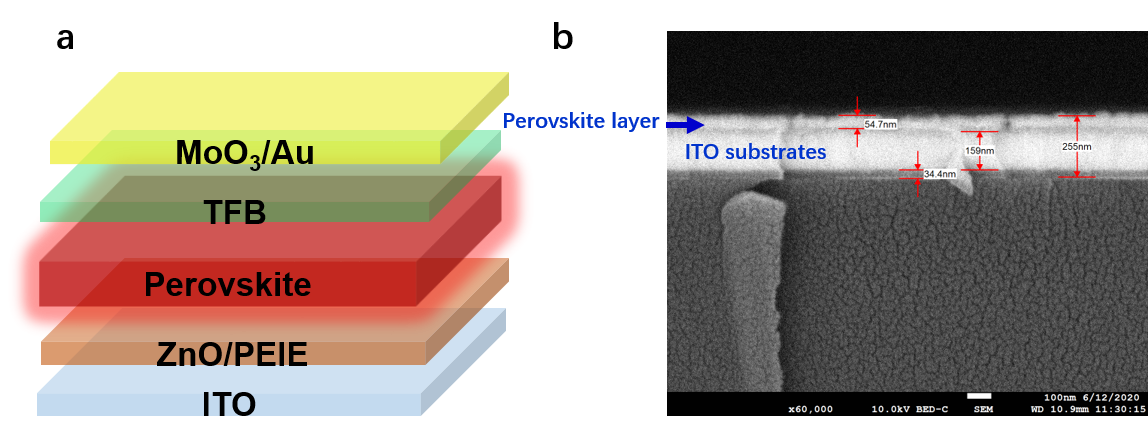 a
MoO₃/Au
TFB
Perovskite
ZnO/PEIE
ITO
b
Perovskite layer
ITO substrates
54.7nm
159nm
255nm
34.4nm
100nm 6/12/2020
x60,000 10.0kV BED-C SEM WD 10.9mm 11:30:15